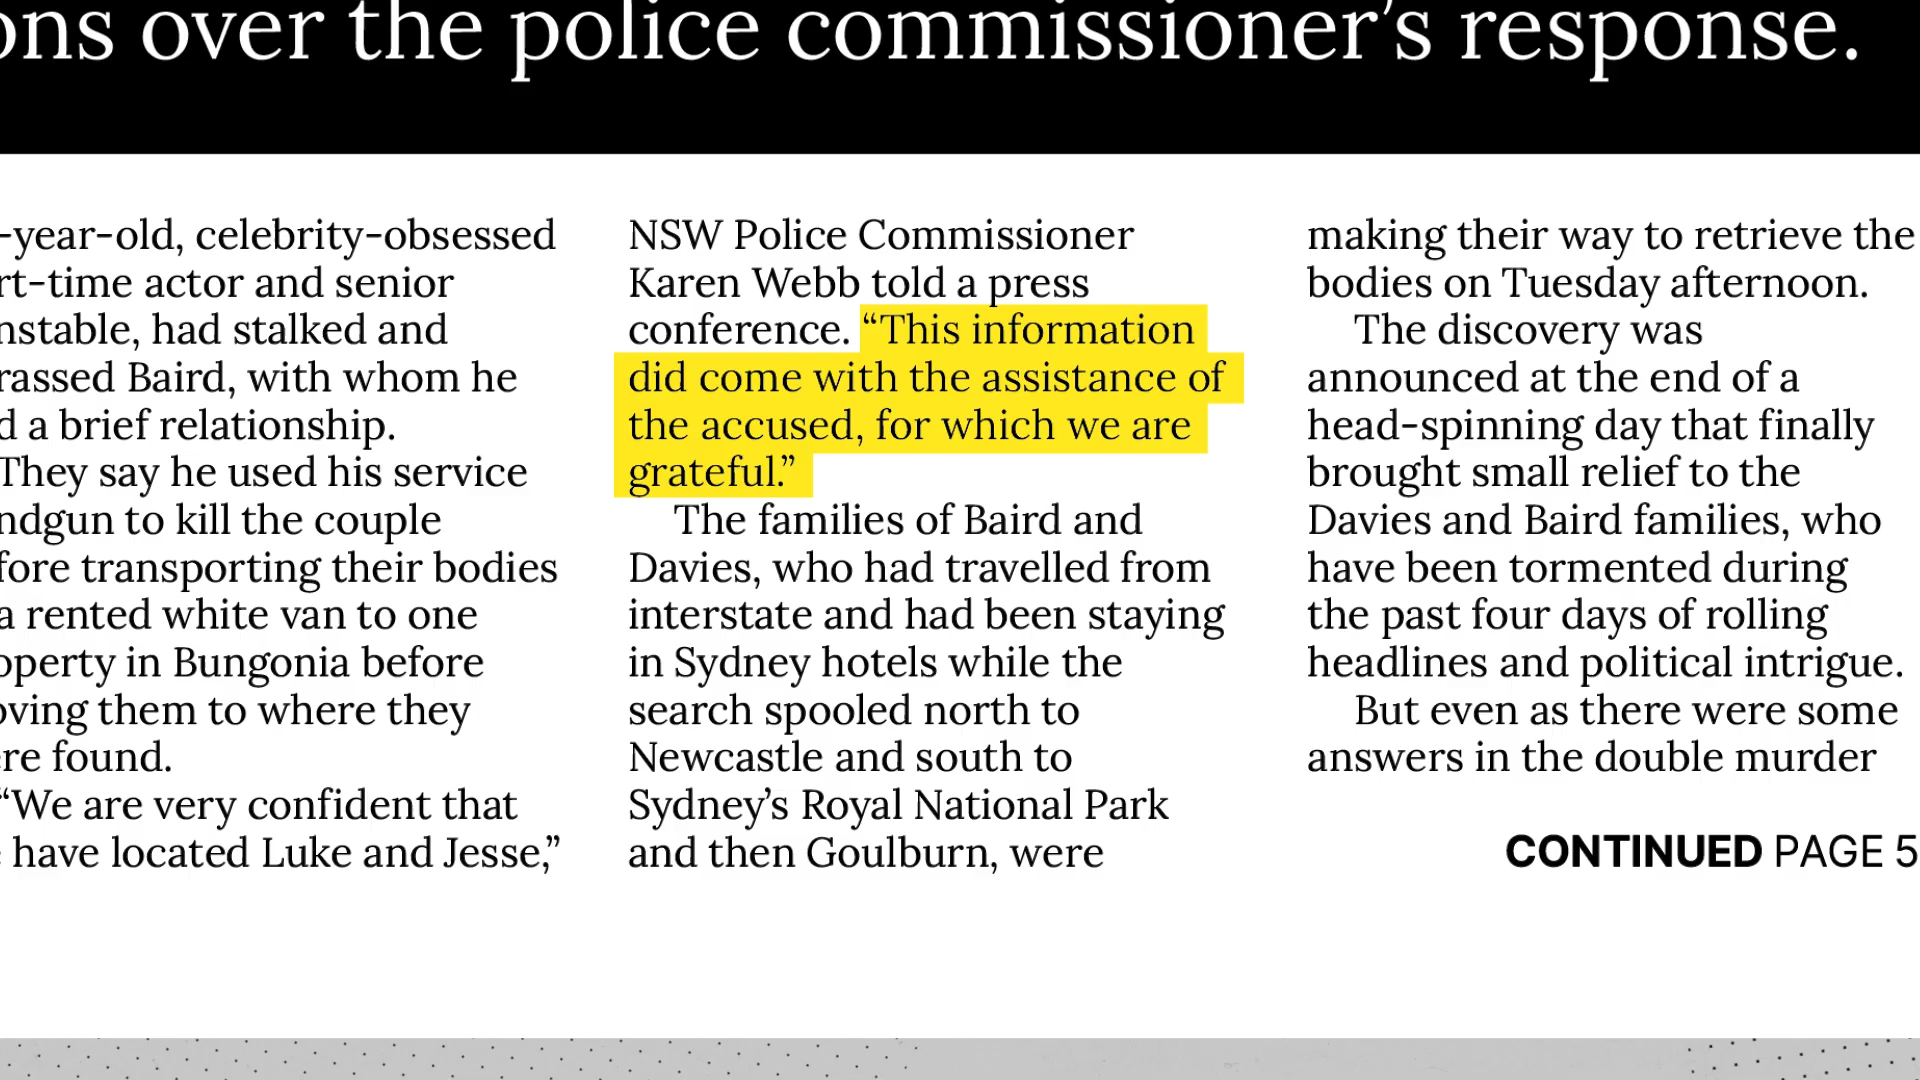 ons over the police commissioner’s response.
-year-old, celebrity-obsessed
rt-time actor and senior
nstable, had stalked and
rassed Baird, with whom he
d a brief relationship.
They say he used his service
ndgun to kill the couple
fore transporting their bodies
a rented white van to one
operty in Bungonia before
oving them to where they
ere found.
“We are very confident that
e have located Luke and Jesse,”
NSW Police Commissioner
Karen Webb told a press
conference. “This information
did come with the assistance of
the accused, for which we are
grateful.”
The families of Baird and
Davies, who had travelled from
interstate and had been staying
in Sydney hotels while the
search spooled north to
Newcastle and south to
Sydney’s Royal National Park
and then Goulburn, were
making their way to retrieve the
bodies on Tuesday afternoon.
The discovery was
announced at the end of a
head-spinning day that finally
brought small relief to the
Davies and Baird families, who
have been tormented during
the past four days of rolling
headlines and political intrigue.
But even as there were some
answers in the double murder
CONTINUED PAGE 5